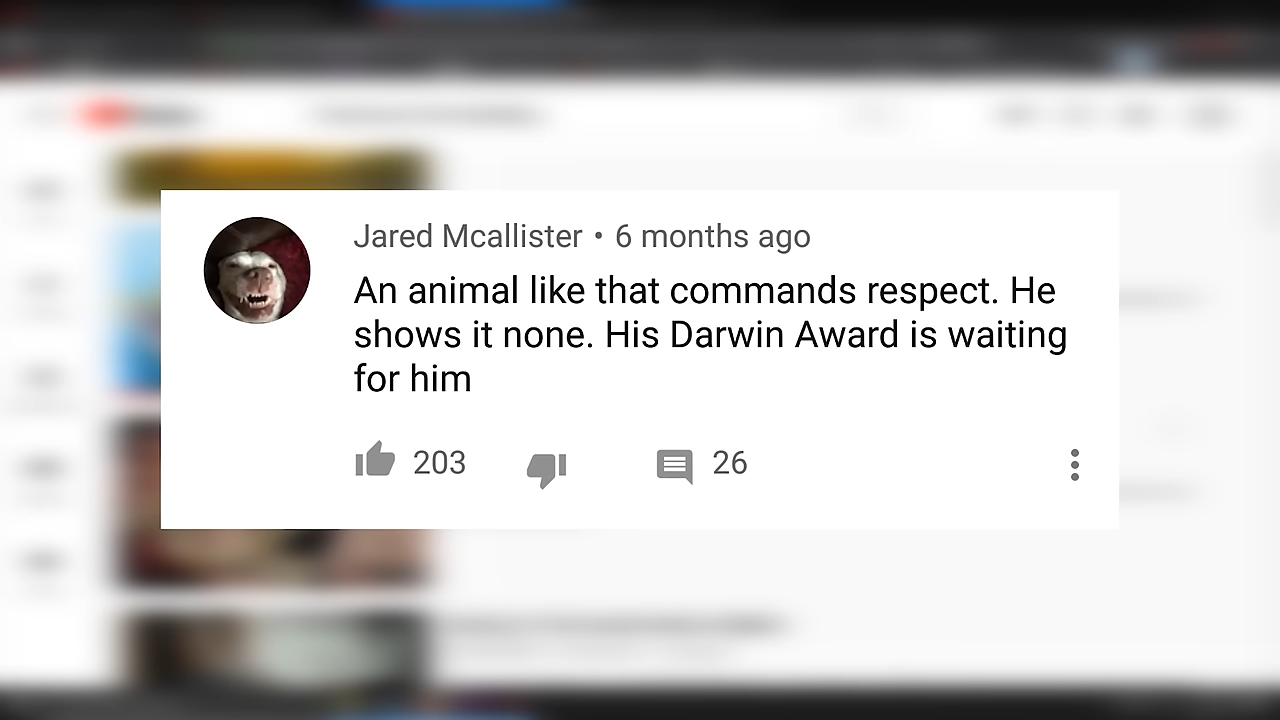 Jared Mcallister • 6 months ago
An animal like that commands respect. He
shows it none. His Darwin Award is waiting
for him
203
26